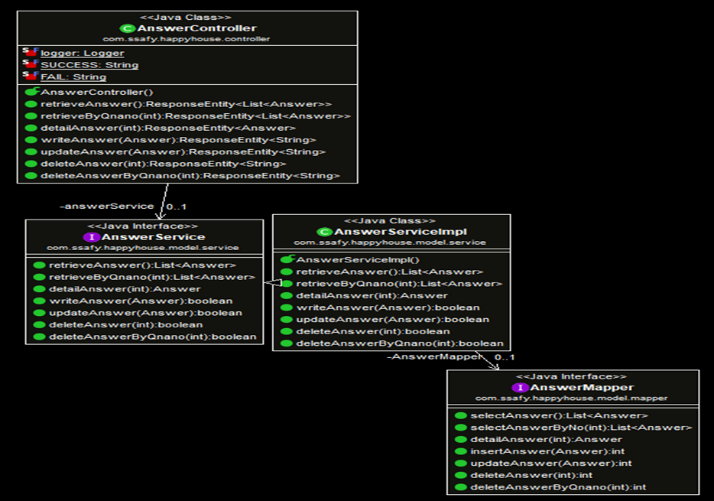 <<Java Class>>
AnswerController
com.ssafy.happyhouse.controller
logger: Logger
SUCCESS: String
FAIL: String
AnswerController()
retrieveAnswer():ResponseEntity<List<Answer>>
retrieveByQnano(int):ResponseEntity<List<Answer>>
detailAnswer(int):ResponseEntity<Answer>
writeAnswer(Answer):ResponseEntity<String>
updateAnswer(Answer):ResponseEntity<String>
deleteAnswer(int):ResponseEntity<String>
deleteAnswerByQnano(int):ResponseEntity<String>
-answerService 0..1
<<Java Interface>>
AnswerService
com.ssafy.happyhouse.model.service
retrieveAnswer():List<Answer>
retrieveByQnano(int):List<Answer>
detailAnswer(int):Answer
writeAnswer(Answer):boolean
updateAnswer(Answer):boolean
deleteAnswer(int):boolean
deleteAnswerByQnano(int):boolean
<<Java Class>>
AnswerServiceImpl
com.ssafy.happyhouse.model.service
AnswerServiceImpl()
retrieveAnswer():List<Answer>
retrieveByQnano(int):List<Answer>
detailAnswer(int):Answer
writeAnswer(Answer):boolean
updateAnswer(Answer):boolean
deleteAnswer(int):boolean
deleteAnswerByQnano(int):boolean
-AnswerMapper 0..1
<<Java Interface>>
AnswerMapper
com.ssafy.happyhouse.model.mapper
selectAnswer():List<Answer>
selectAnswerByNo(int):List<Answer>
detailAnswer(int):Answer
insertAnswer(Answer):int
updateAnswer(Answer):int
deleteAnswer(int):int
deleteAnswerByQnano(int):int